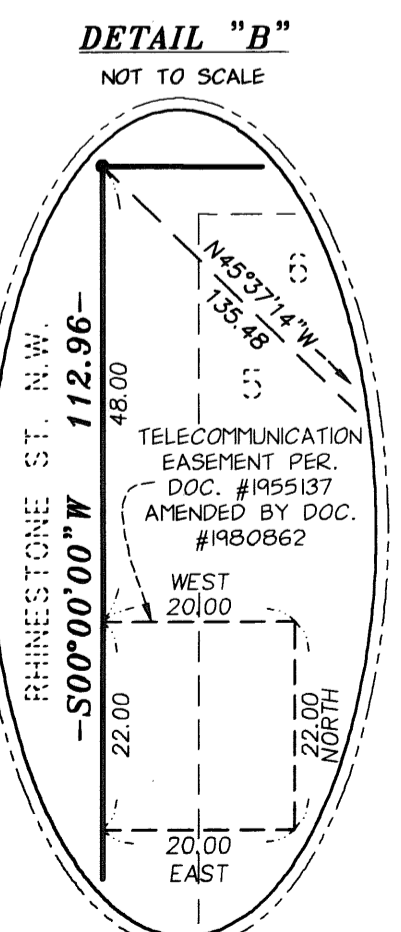 DETAIL "B"
NOT TO SCALE
N45°37'14"W
135.48
6
5
RHINESTONE ST. N.W.
-S00°00'00"W 112.96-
48.00
TELECOMMUNICATION
EASEMENT PER.
DOC. #1955137
AMENDED BY DOC.
#1980862
WEST
20.00
22.00
22.00
NORTH
20.00
EAST